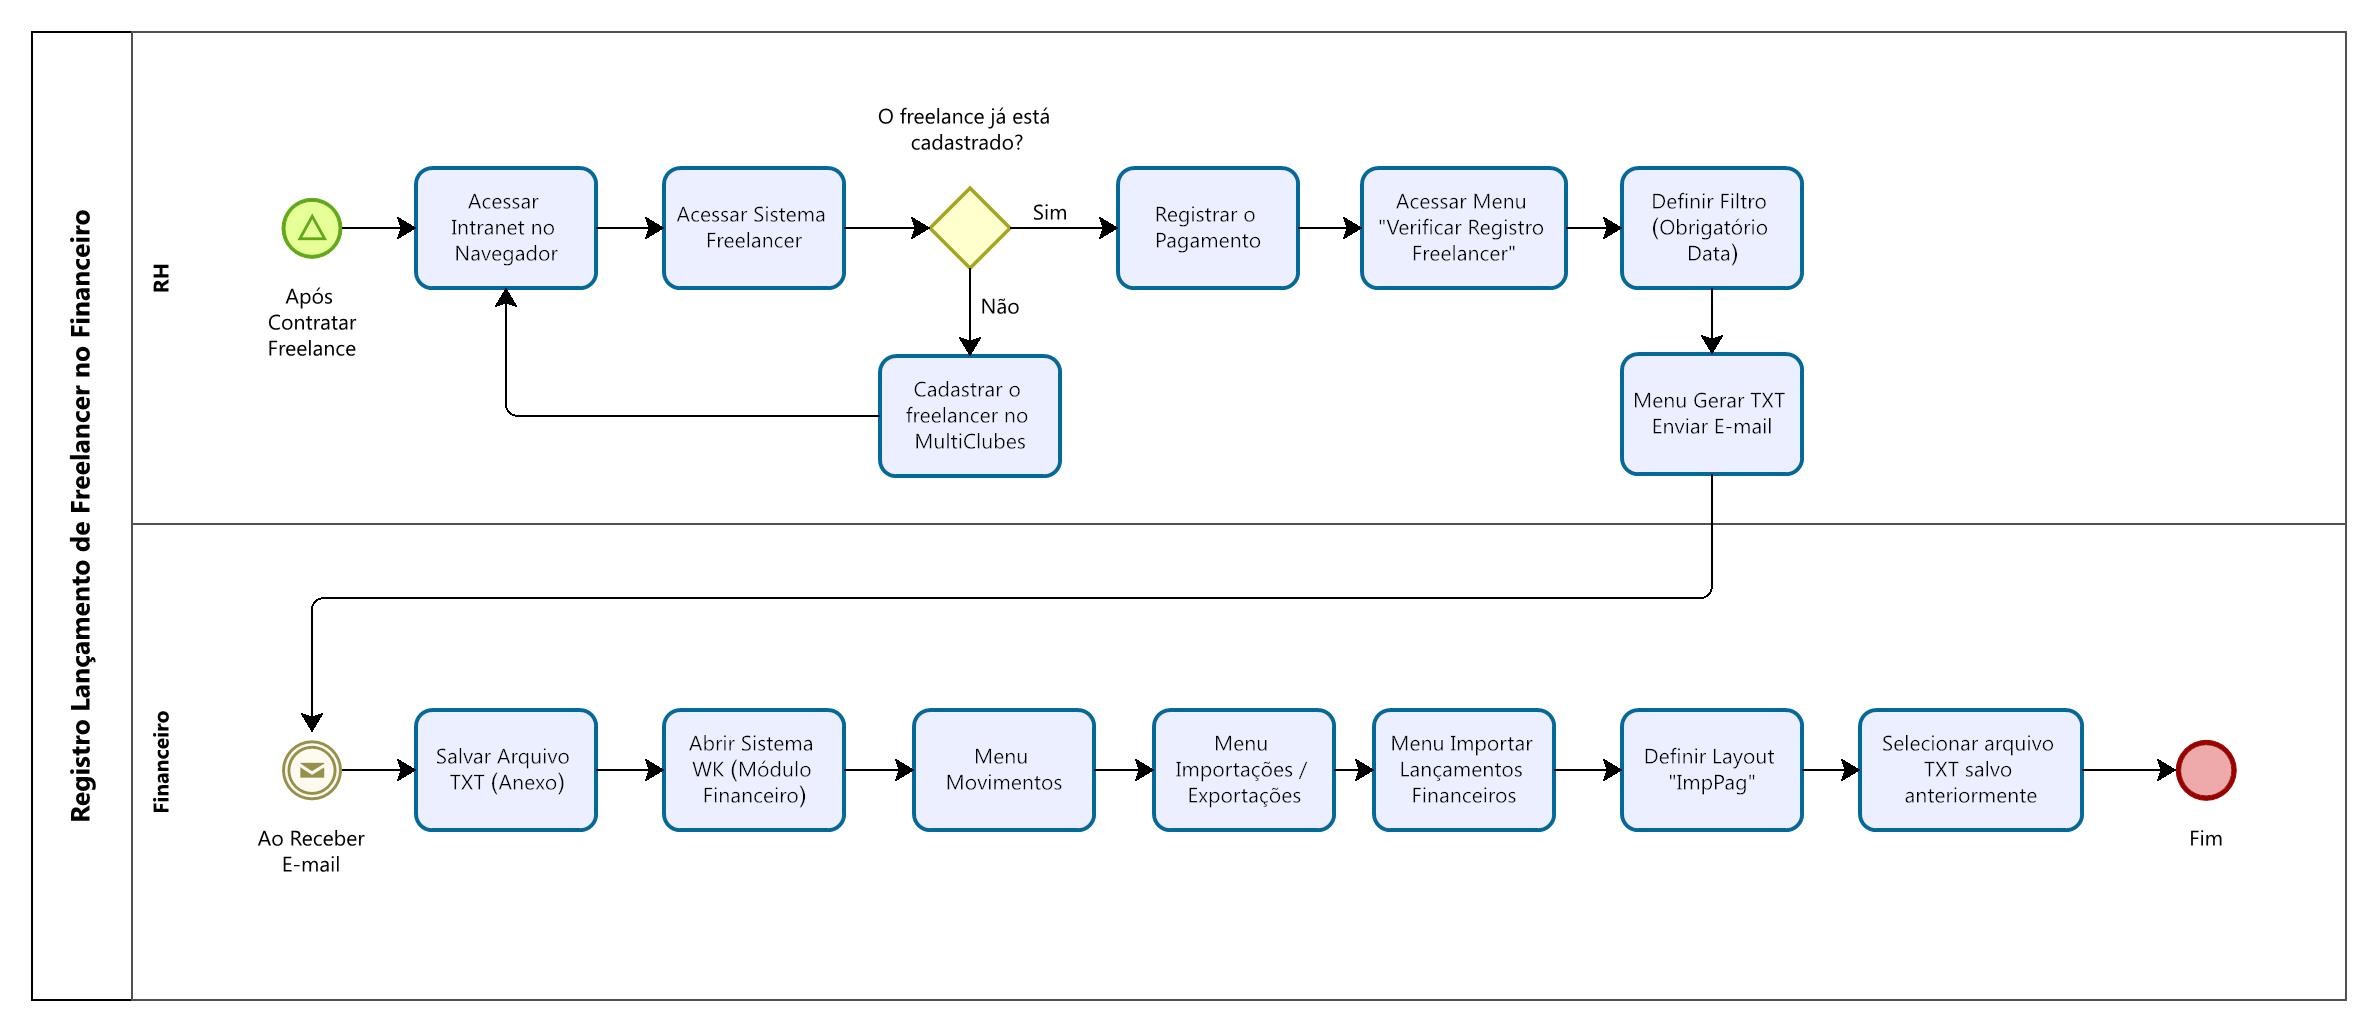 Registro Lançamento de Freelancer no Financeiro
RH
O freelance já está
cadastrado?
Após
Contratar
Freelance
Acessar
Intranet no
Navegador
Acessar Sistema
Freelancer
Sim
Não
Cadastrar o
freelancer no
MultiClubes
Registrar o
Pagamento
Acessar Menu
"Verificar Registro
Freelancer"
Definir Filtro
(Obrigatório
Data)
Menu Gerar TXT
Enviar E-mail
Financeiro
Ao Receber
E-mail
Salvar Arquivo
TXT (Anexo)
Abrir Sistema
WK (Módulo
Financeiro)
Menu
Movimentos
Menu
Importações /
Exportações
Menu Importar
Lançamentos
Financeiros
Definir Layout
"ImpPag"
Selecionar arquivo
TXT salvo
anteriormente
Fim